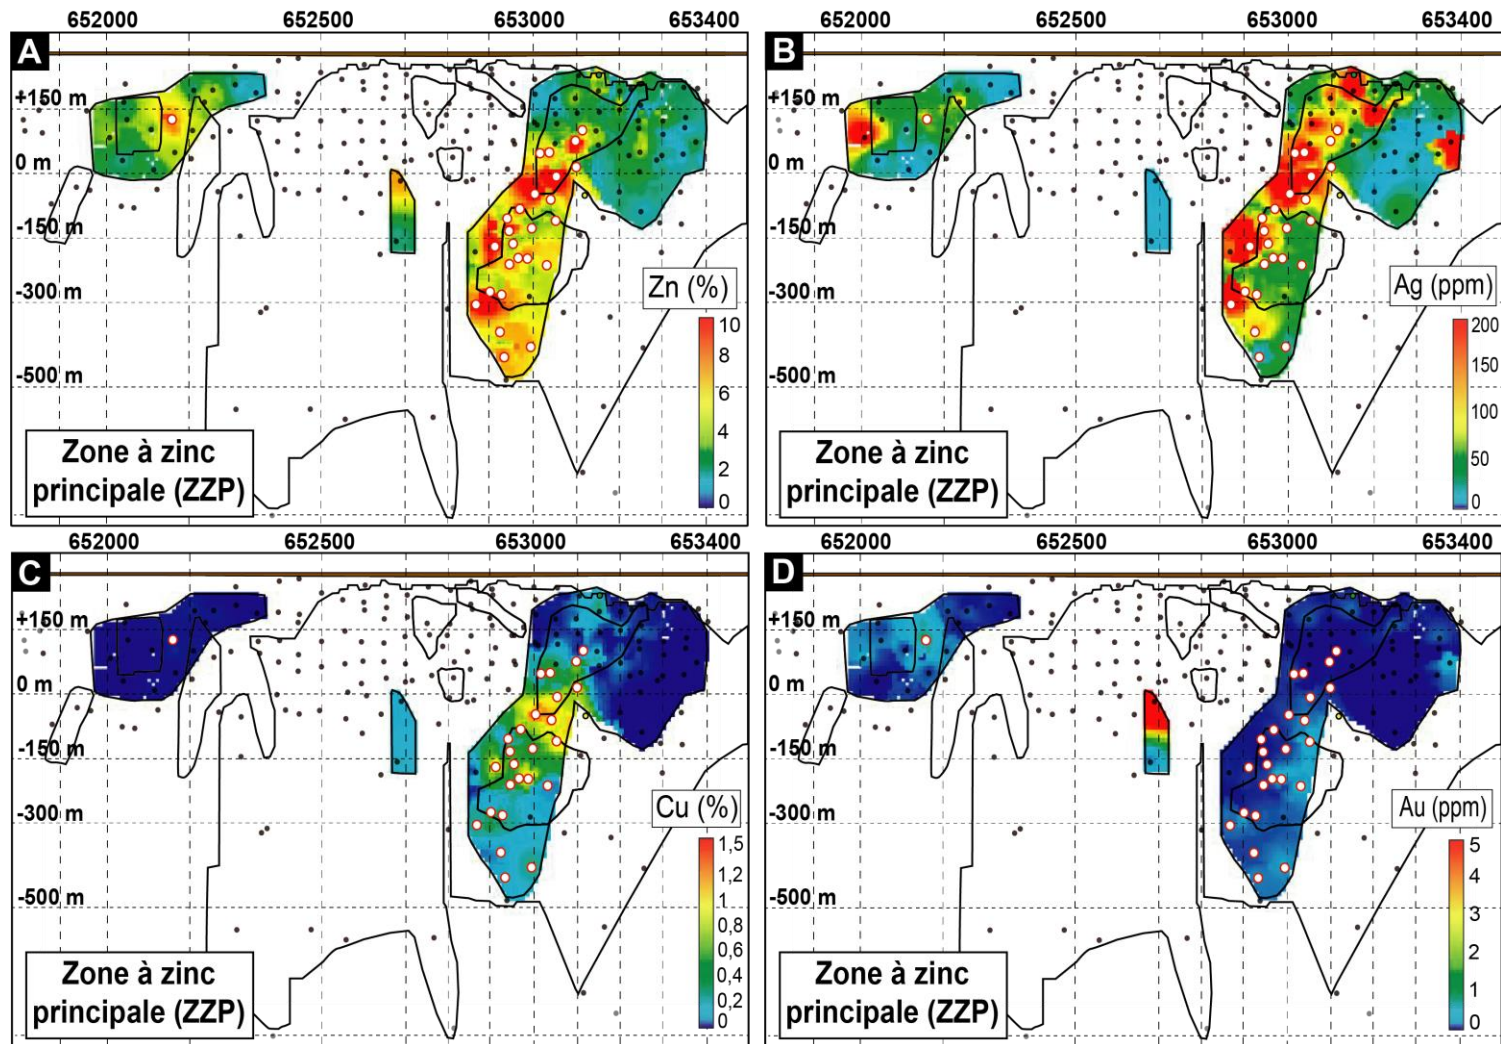 652000 652500 653000 653400
652000 652500 653000 653400
A
B
+150 m
+150 m
0 m
0 m
-150 m
-150 m
-300 m
-300 m
Zn (%)
Ag (ppm)
10
8
6
4
2
0
200
150
100
50
0
-500 m
-500 m
Zone à zinc
principale (ZZP)
Zone à zinc
principale (ZZP)
652000 652500 653000 653400
652000 652500 653000 653400
C
D
+150 m
+150 m
0 m
0 m
-150 m
-150 m
-300 m
-300 m
Cu (%)
Au (ppm)
1,5
1,2
1
0,8
0,6
0,4
0,2
0
5
4
3
2
1
0
-500 m
-500 m
Zone à zinc
principale (ZZP)
Zone à zinc
principale (ZZP)